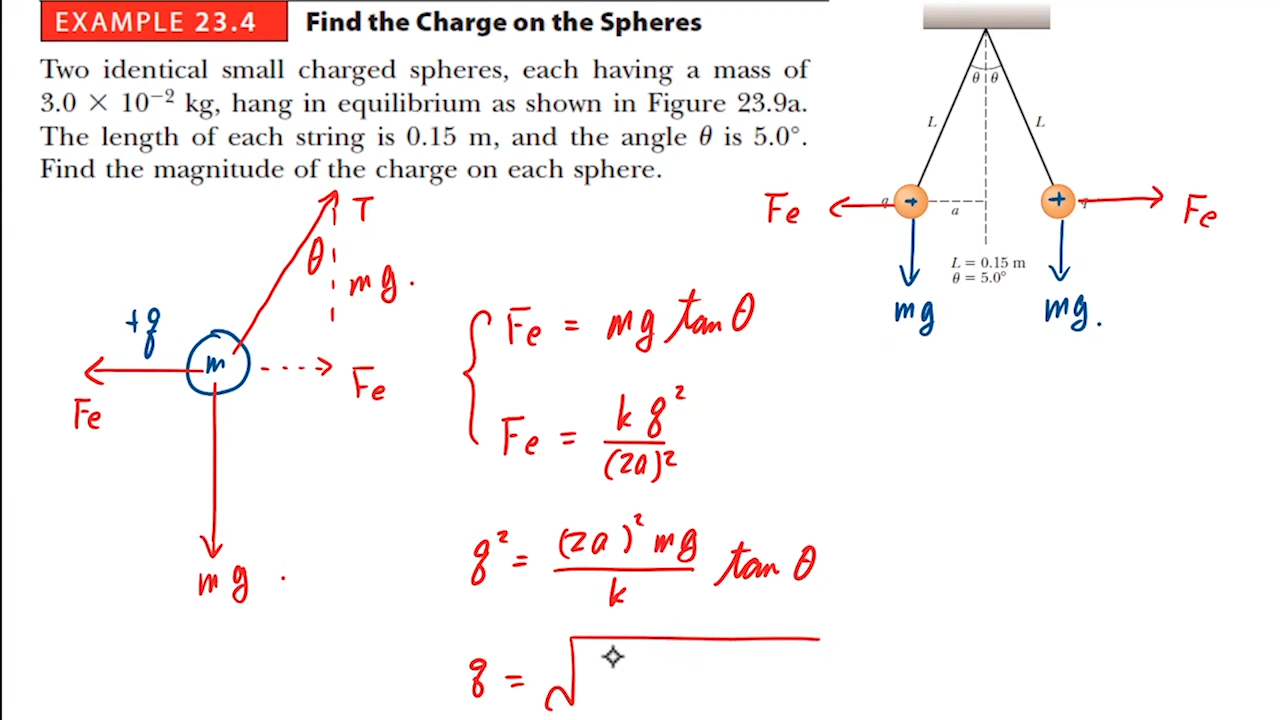 EXAMPLE 23.4 Find the Charge on the Spheres
Two identical small charged spheres, each having a mass of
3.0 × 10⁻² kg, hang in equilibrium as shown in Figure 23.9a.
The length of each string is 0.15 m, and the angle θ is 5.0°.
Find the magnitude of the charge on each sphere.
θ θ
L L
Fe q + a + q Fe
L = 0.15 m
θ = 5.0°
mg mg.
T
θ
mg.
+q
m
Fe Fe
mg.
Fe = mg tan θ
Fe = k q² / (2a)²
q² = (2a)² mg / k tan θ
q = √